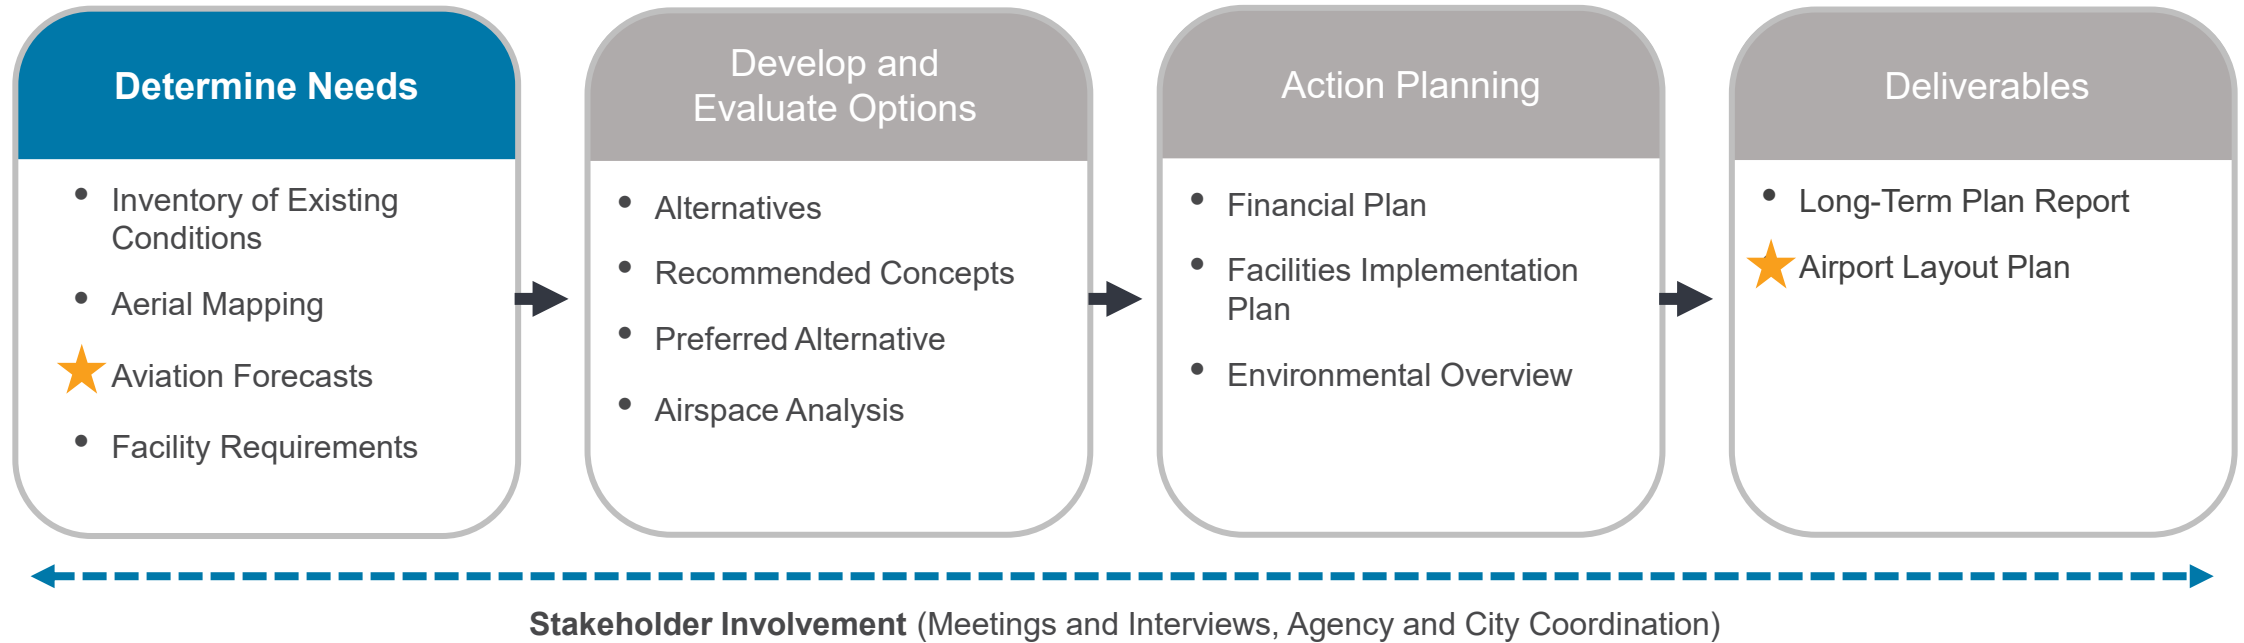 Determine Needs
• Inventory of Existing
Conditions
• Aerial Mapping
Aviation Forecasts
• Facility Requirements
Develop and
Evaluate Options
• Alternatives
• Recommended Concepts
• Preferred Alternative
• Airspace Analysis
Action Planning
• Financial Plan
• Facilities Implementation
Plan
• Environmental Overview
Deliverables
• Long-Term Plan Report
Airport Layout Plan
Stakeholder Involvement (Meetings and Interviews, Agency and City Coordination)